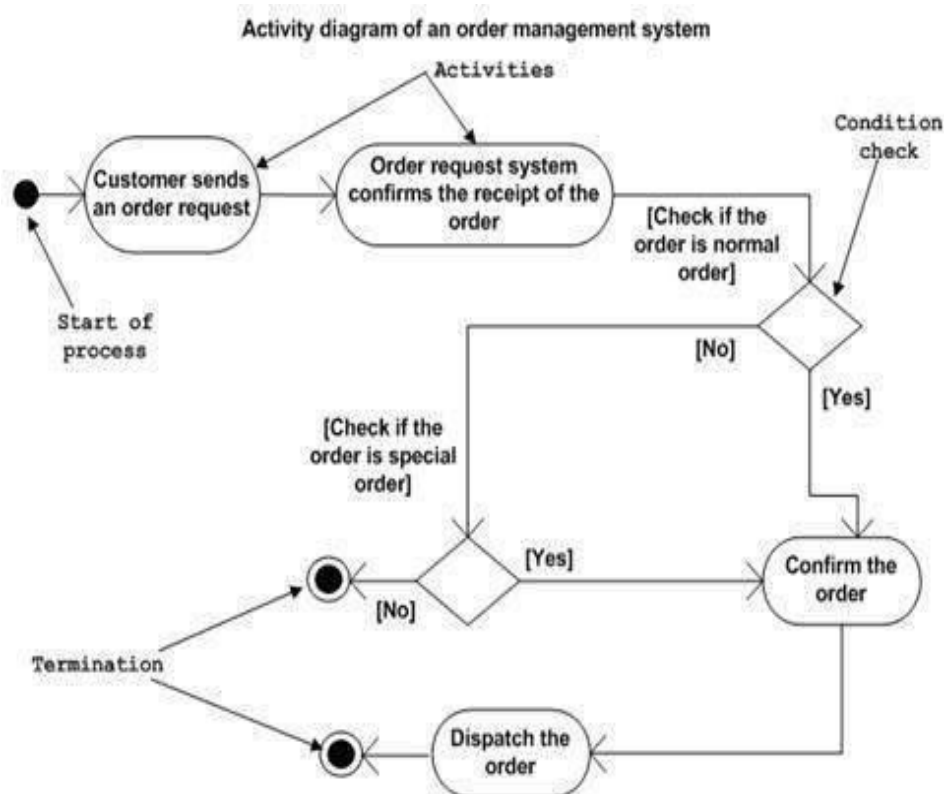 Activity diagram of an order management system
Activities
Condition
check
Customer sends
an order request
Order request system
confirms the receipt of the
order
[Check if the
order is normal
order]
Start of
process
[No]
[Yes]
[Check if the
order is special
order]
[Yes]
[No]
Confirm the
order
Termination
Dispatch the
order